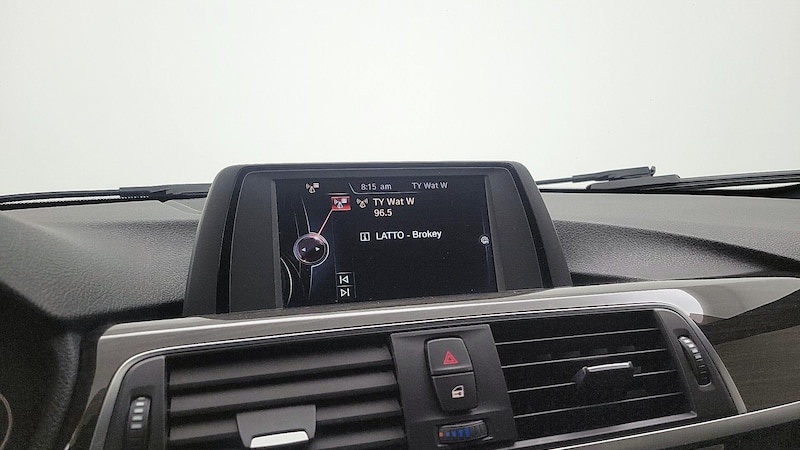 8:15 am TY Wat W
TY Wat W
96.5
LATTO - Brokey